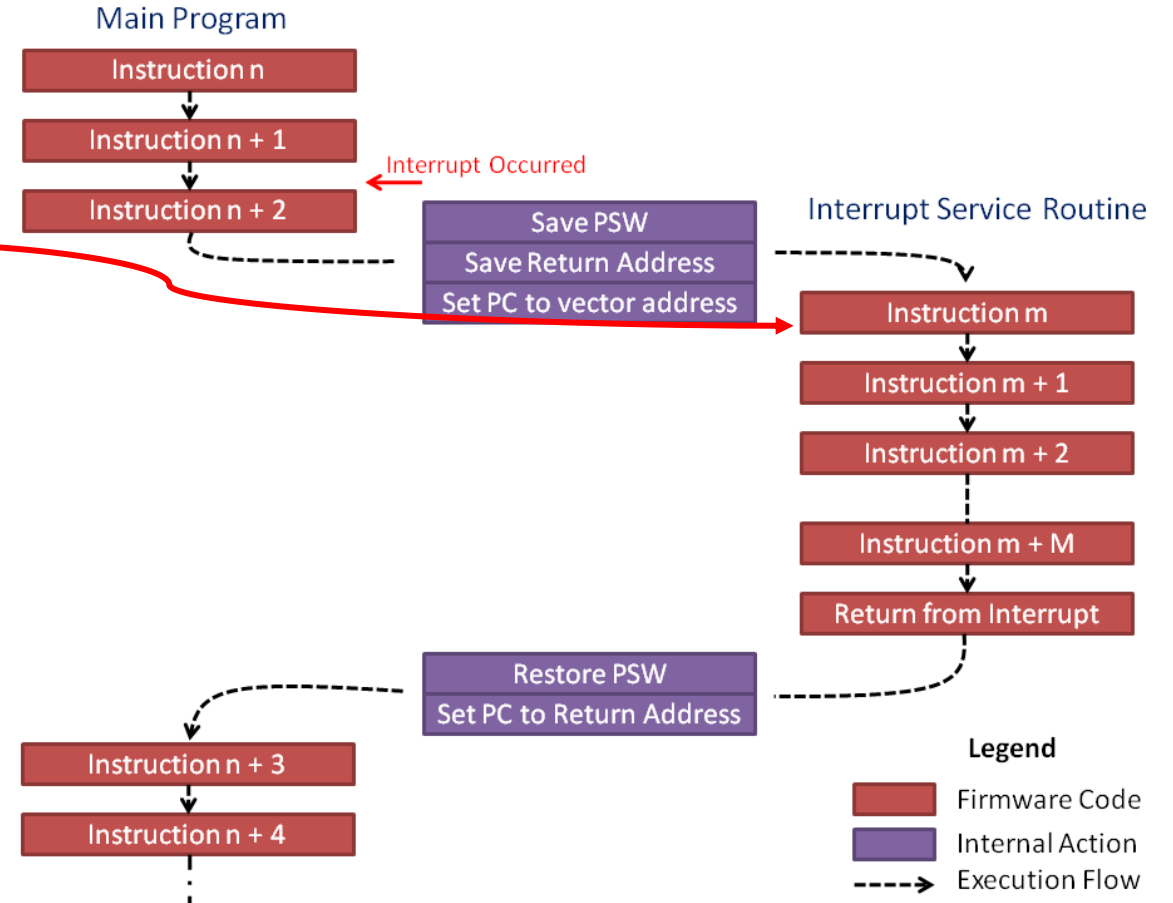 Main Program
Instruction n
Instruction n + 1
Interrupt Occurred
Instruction n + 2
Save PSW
Save Return Address
Set PC to vector address
Interrupt Service Routine
Instruction m
Instruction m + 1
Instruction m + 2
Instruction m + M
Return from Interrupt
Restore PSW
Set PC to Return Address
Instruction n + 3
Instruction n + 4
Legend
Firmware Code
Internal Action
Execution Flow